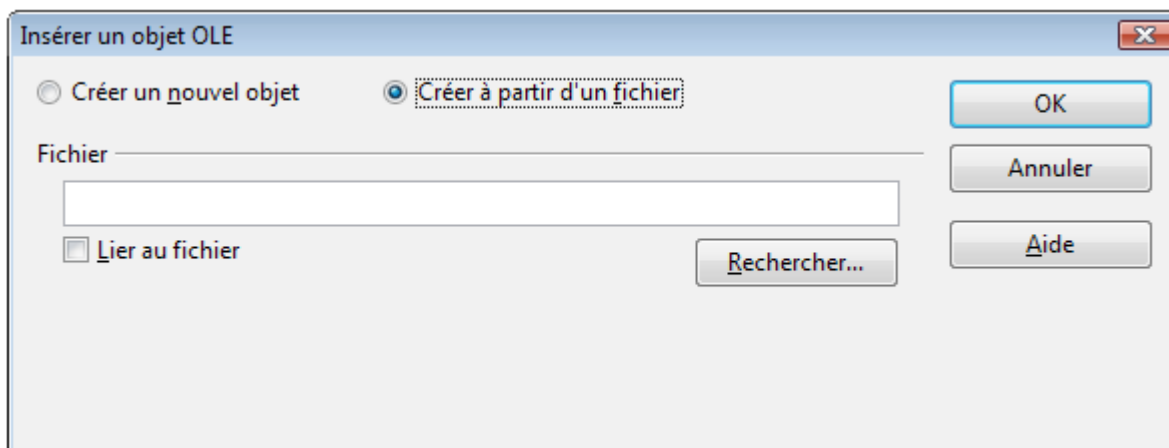 Insérer un objet OLE
Créer un nouvel objet
Créer à partir d'un fichier
OK
Fichier
Annuler
Lier au fichier
Rechercher...
Aide